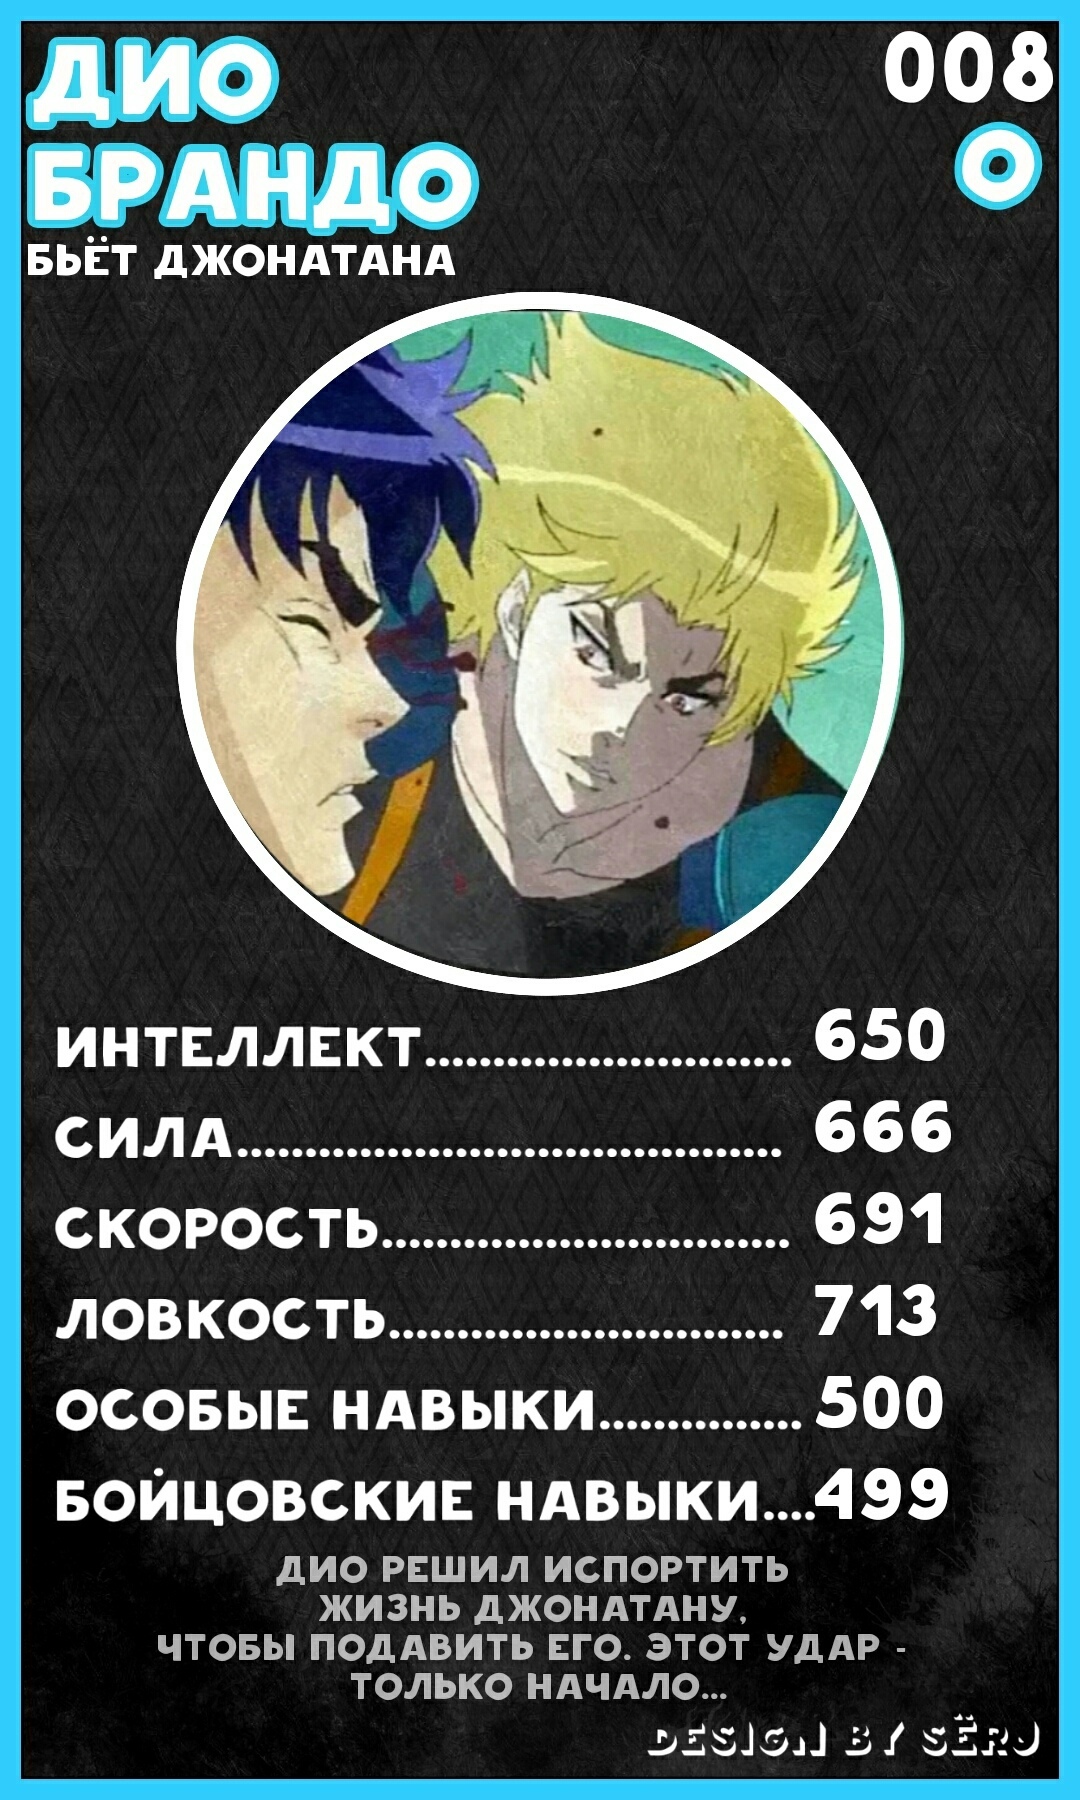 ДИО
БРАНДО
БЬЁТ ДЖОНАТАНА
008
О
ИНТЕЛЛЕКТ........................... 650
СИЛА........................................ 666
СКОРОСТЬ.............................. 691
ЛОВКОСТЬ............................. 713
ОСОБЫЕ НАВЫКИ............... 500
БОЙЦОВСКИЕ НАВЫКИ....499
ДИО РЕШИЛ ИСПОРТИТЬ
ЖИЗНЬ ДЖОНАТАНУ,
ЧТОБЫ ПОДАВИТЬ ЕГО. ЭТОТ УДАР -
ТОЛЬКО НАЧАЛО...
DESIGN BY SЁRJ